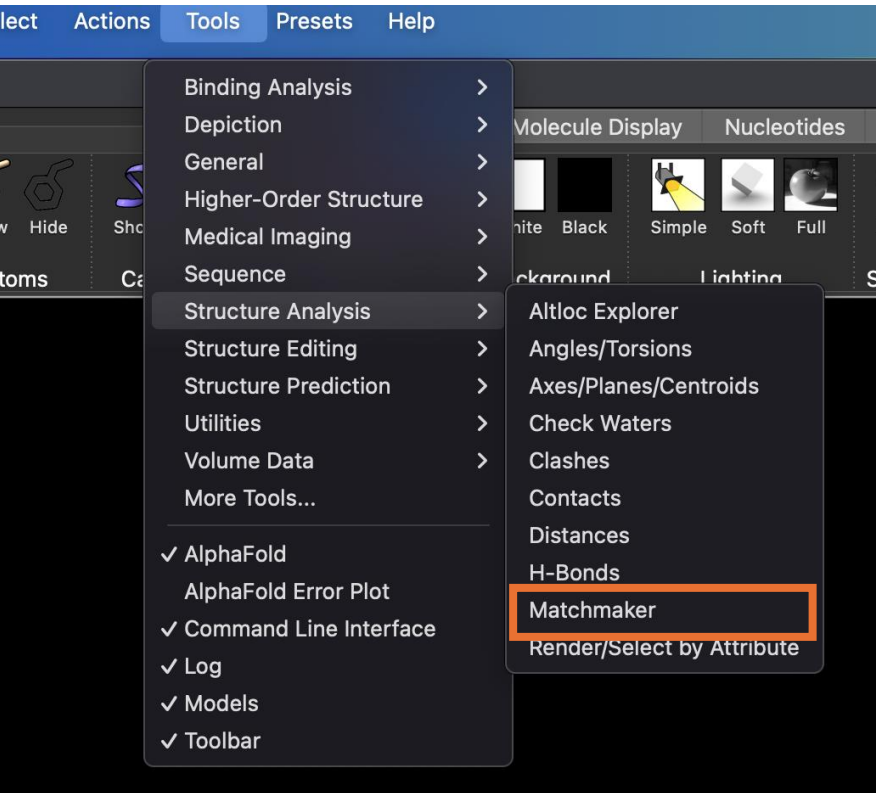 Tools Presets Help
Actions
Binding Analysis
Depiction
General
Higher-Order Structure
Medical Imaging
Sequence
Structure Analysis
Structure Editing
Structure Prediction
Utilities
Volume Data
More Tools...
AlphaFold
AlphaFold Error Plot
Command Line Interface
Log
Models
Toolbar
Molecule Display Nucleotides
Hide
Black Simple Soft Full
Lighting
Altloc Explorer
Angles/Torsions
Axes/Planes/Centroids
Check Waters
Clashes
Contacts
Distances
H-Bonds
Matchmaker
Render/Select by Attribute